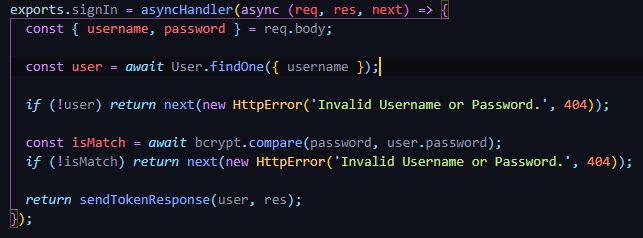 exports.signIn = asyncHandler(async (req, res, next) => {
const { username, password } = req.body;
const user = await User.findOne({ username });
if (!user) return next(new HttpError('Invalid Username or Password.', 404));
const isMatch = await bcrypt.compare(password, user.password);
if (!isMatch) return next(new HttpError('Invalid Username or Password.', 404));
return sendTokenResponse(user, res);
});